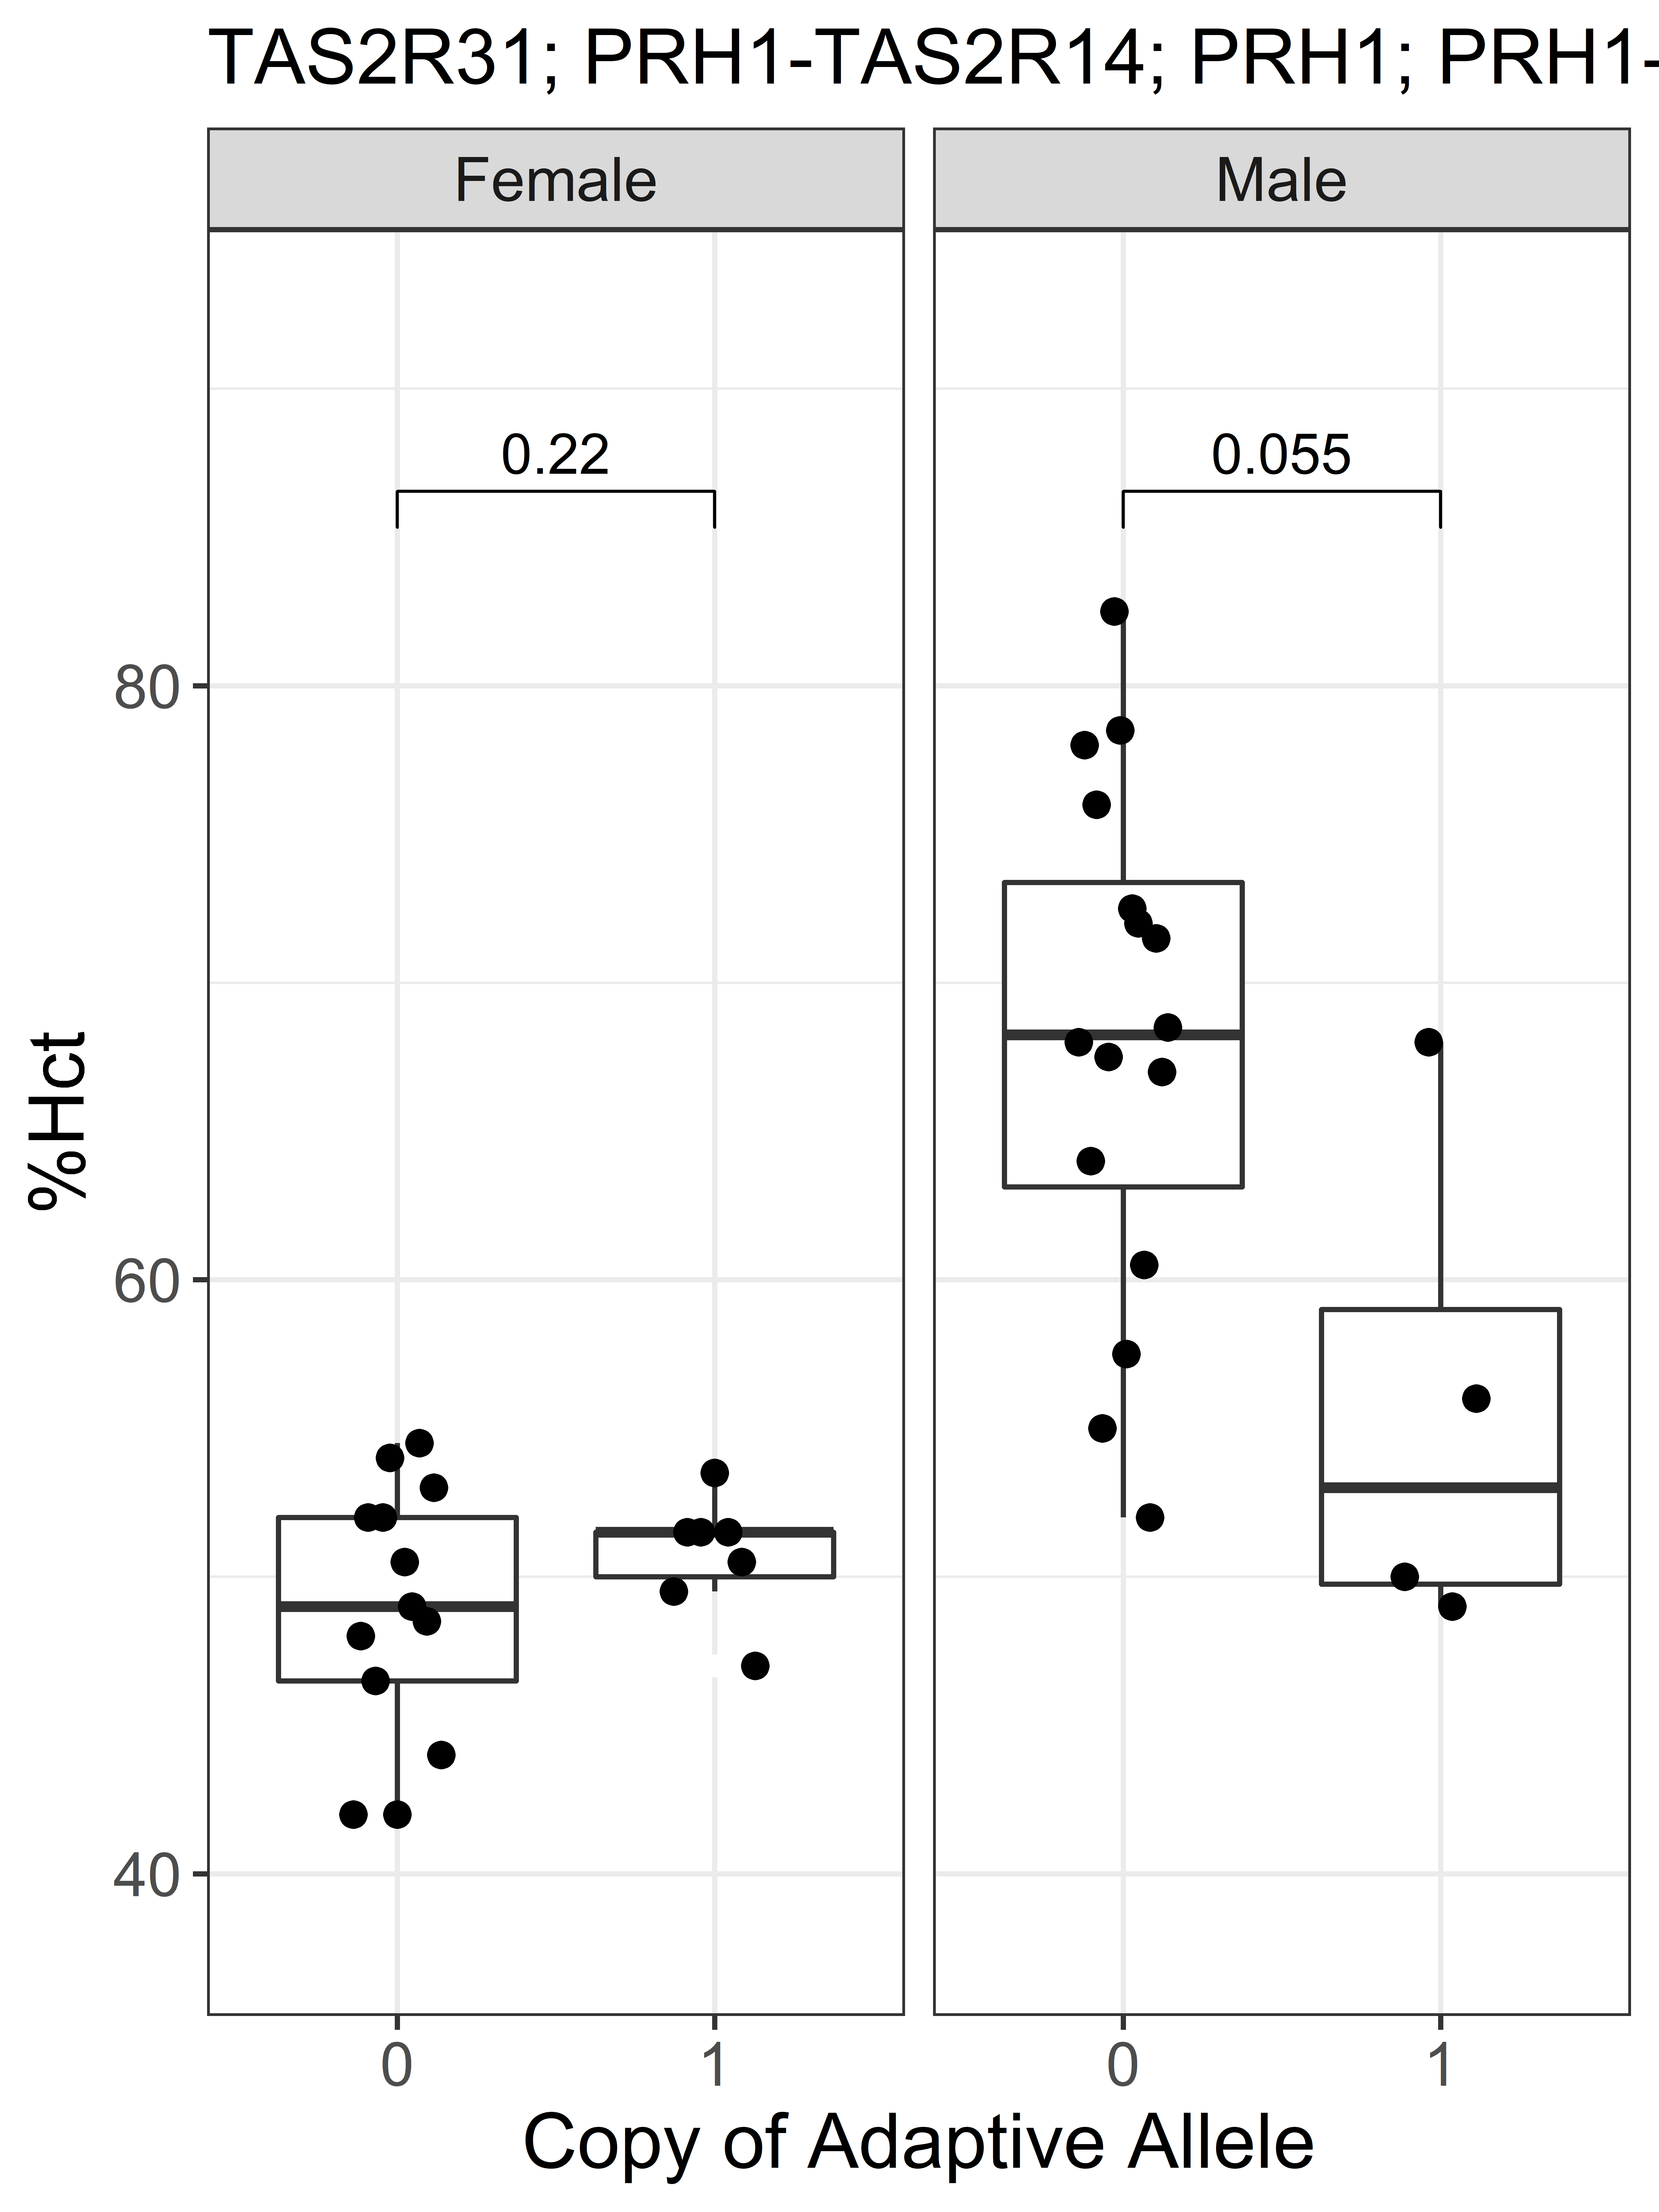 TAS2R31; PRH1-TAS2R14; PRH1; PRH1-
Female
Male
0.22
0.055
80
60
40
%Hct
0
1
0
1
Copy of Adaptive Allele